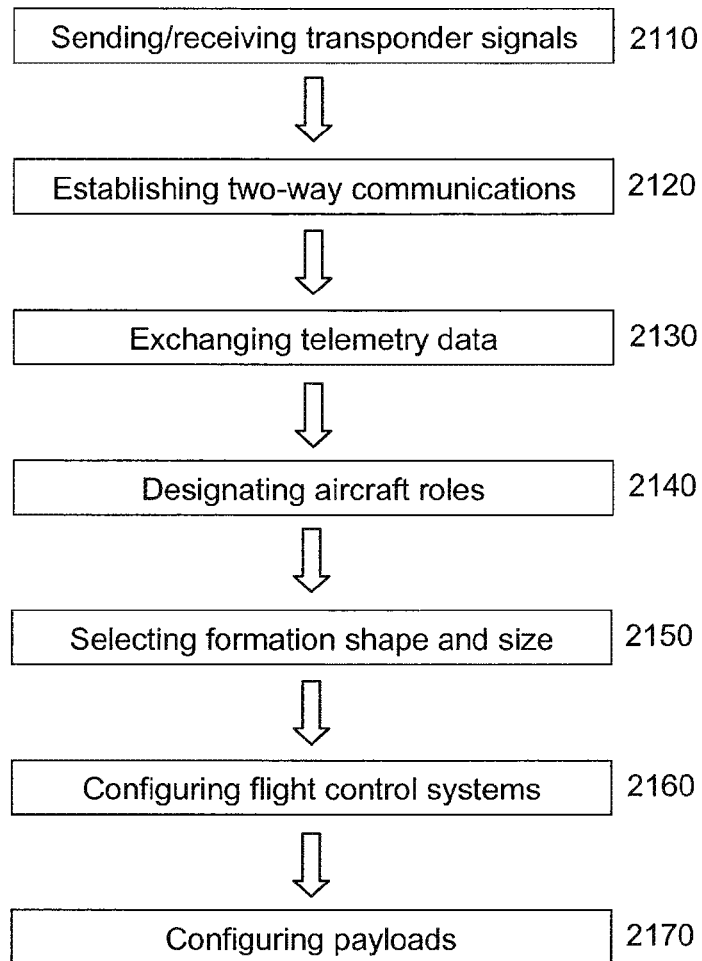 Sending/receiving transponder signals 2110
Establishing two-way communications 2120
Exchanging telemetry data 2130
Designating aircraft roles 2140
Selecting formation shape and size 2150
Configuring flight control systems 2160
Configuring payloads 2170